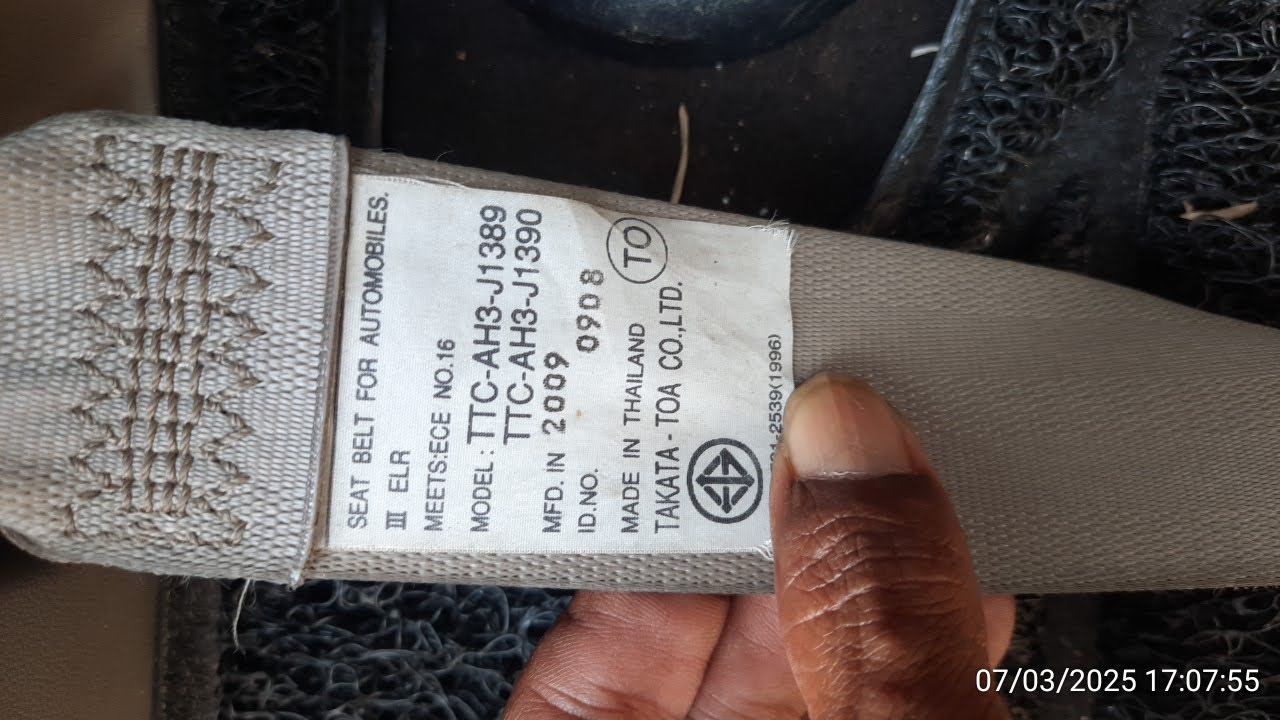 SEAT BELT FOR AUTOMOBILES.
III ELR
MEETS:ECE NO.16
MODEL : TTC-AH3-J1389
TTC-AH3-J1390
MFD. IN 2009
ID.NO. 0908
MADE IN THAILAND
TAKATA-TOA CO.,LTD.
TO
2539(1996)
07/03/2025 17:07:55